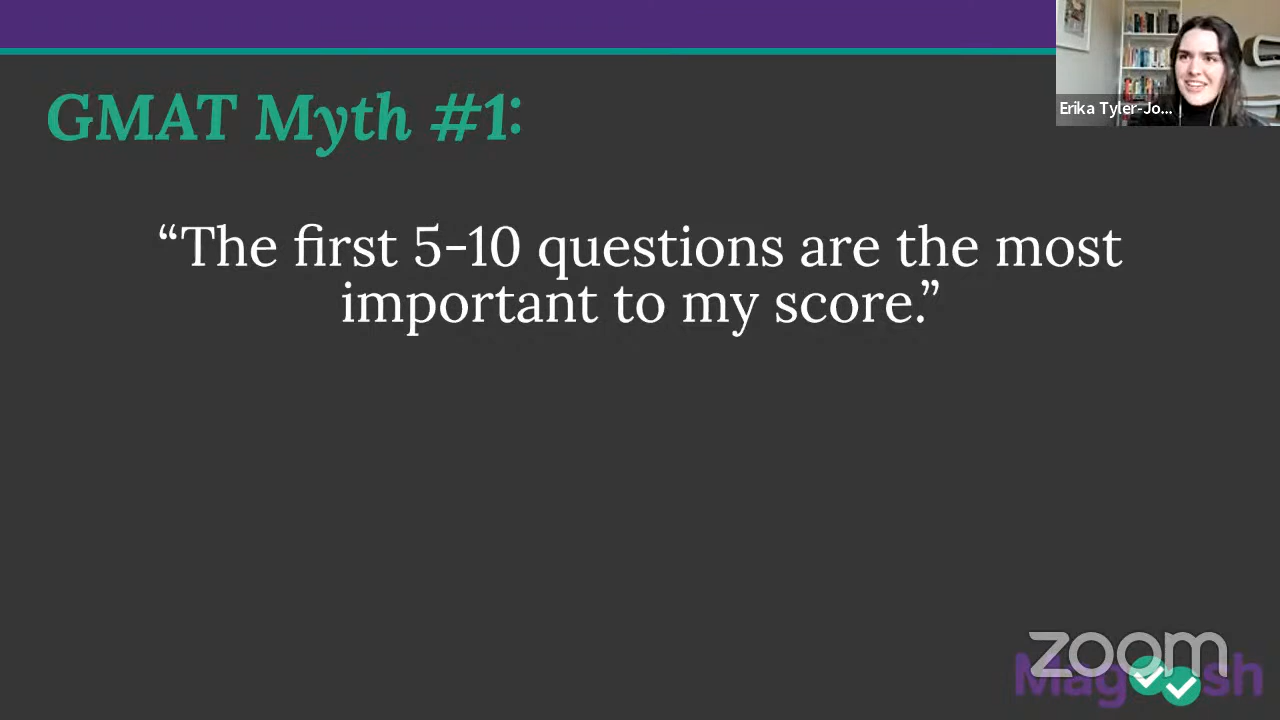 GMAT Myth #1:
“The first 5-10 questions are the most
important to my score.”
Erika Tyler-Jo...
zoom
Magoosh